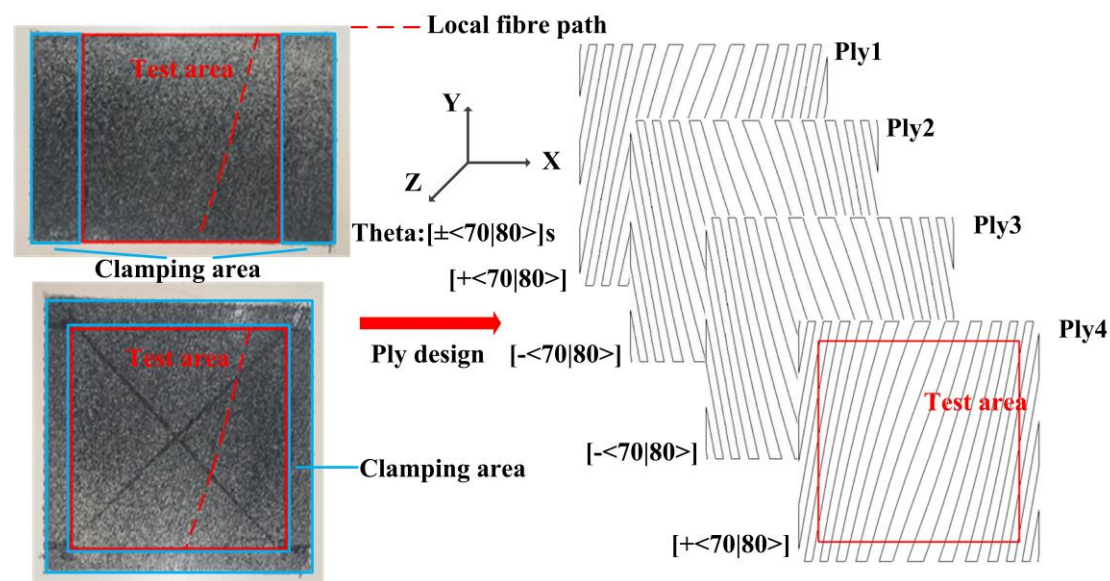 Local fibre path
Test area
Clamping area
Test area
Clamping area
Y
X
Z
Theta:[±<70|80>]s
[+<70|80>]
Ply design
[-<70|80>]
[-<70|80>]
[+<70|80>]
Ply1
Ply2
Ply3
Ply4
Test area